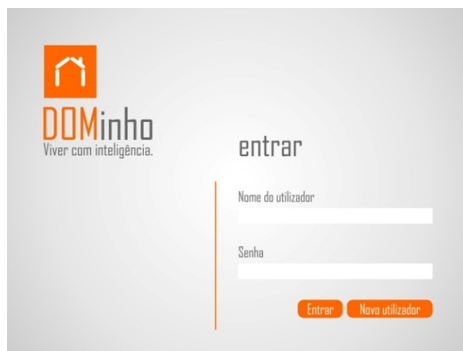 DOMinho
Viver com inteligência.
entrar
Nome do utilizador
Senha
Entrar
Novo utilizador